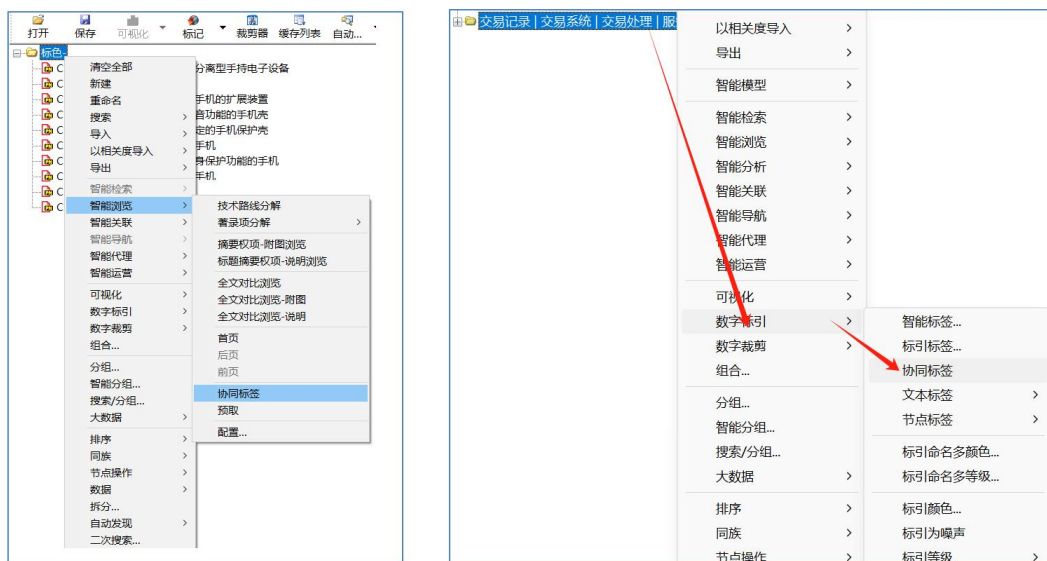 打开 保存 可视化 标记 裁剪器 缓存列表 自动...
标色-
C
C
C
C
C
C
C
C
C
C
分离型手持电子设备
手机的扩展装置
音功能的手机壳
定的手机保护壳
手机
身保护功能的手机
手机
清空全部
新建
重命名
搜索
导入
以相关度导入
导出
智能检索
智能浏览
智能关联
智能导航
智能代理
智能运营
可视化
数字标引
数字裁剪
组合...
分组...
智能分组...
搜索/分组...
大数据
排序
同族
节点操作
数据
拆分...
自动发现
二次搜索...
技术路线分解
著录项分解
摘要权项-附图浏览
标题摘要权项-说明浏览
全文对比浏览
全文对比浏览-附图
全文对比浏览-说明
首页
后页
前页
协同标签
预取
配置...
交易记录 | 交易系统 | 交易处理 | 服
以相关度导入
导出
智能模型
智能检索
智能浏览
智能分析
智能关联
智能导航
智能代理
智能运营
可视化
数字标引
数字裁剪
组合...
分组...
智能分组...
搜索/分组...
大数据
排序
同族
节点操作
智能标签...
标引标签...
协同标签
文本标签
节点标签
标引命名多颜色...
标引命名多等级...
标引颜色...
标引为噪声
标引等级